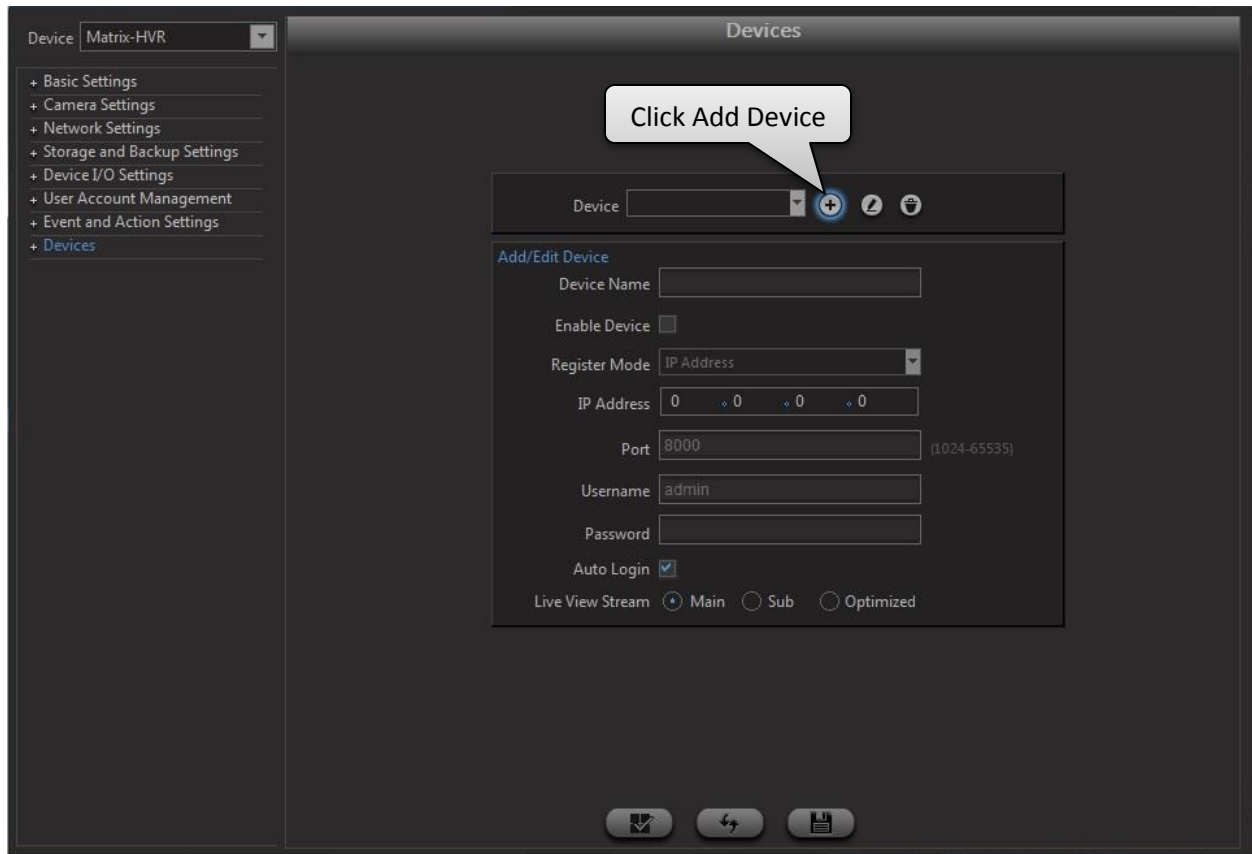 Devices
Device Matrix-HVR
+ Basic Settings
+ Camera Settings
+ Network Settings
+ Storage and Backup Settings
+ Device I/O Settings
+ User Account Management
+ Event and Action Settings
+ Devices
Click Add Device
Device
Add/Edit Device
Device Name
Enable Device
Register Mode IP Address
IP Address 0 . 0 . 0 . 0
Port 8000 (1024-65535)
Username admin
Password
Auto Login
Live View Stream Main Sub Optimized